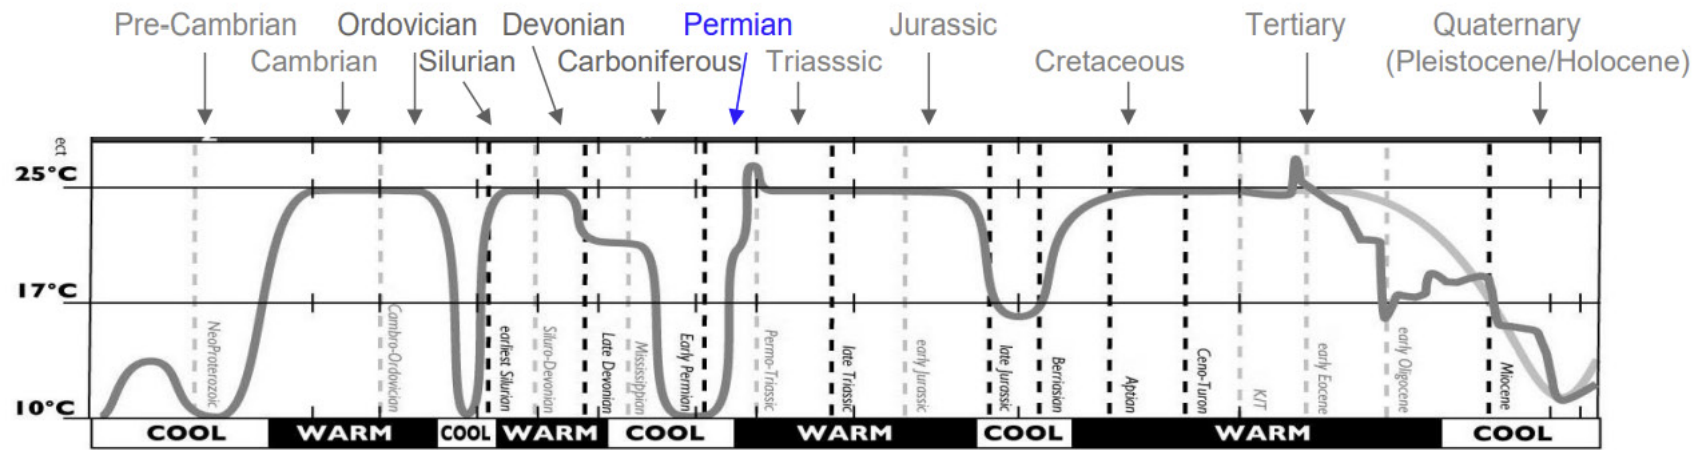 Pre-Cambrian Ordovician Devonian Permian Jurassic Tertiary Quaternary
Cambrian Silurian Carboniferous Triasssic Cretaceous (Pleistocene/Holocene)
ect
25°C
17°C
10°C
NeoProterozoic
Cambro-Ordovician
earliest Silurian
Siluro-Devonian
Late Devonian
Mississippian
Early Permian
Permo-Triassic
late Triassic
early Jurassic
late Jurassic
Berriasian
Aptian
Ceno-Turon
K/T
early Eocene
early Oligocene
Miocene
COOL WARM COOL WARM COOL WARM COOL WARM COOL